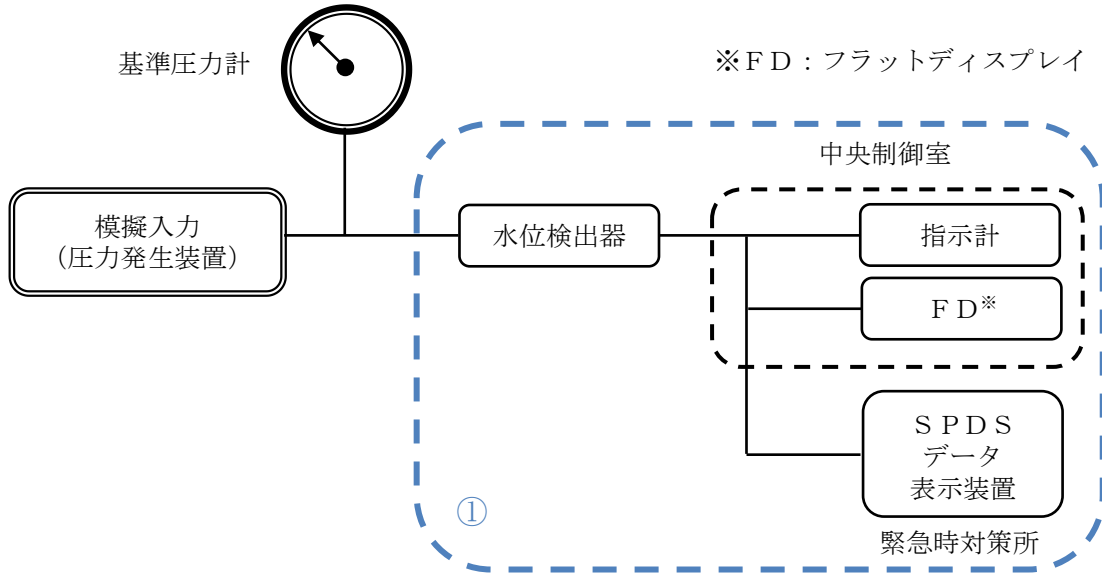 基準圧力計
※ＦＤ：フラットディスプレイ
中央制御室
模擬入力
（圧力発生装置）
水位検出器
指示計
ＦＤ※
ＳＰＤＳ
データ
表示装置
①
緊急時対策所